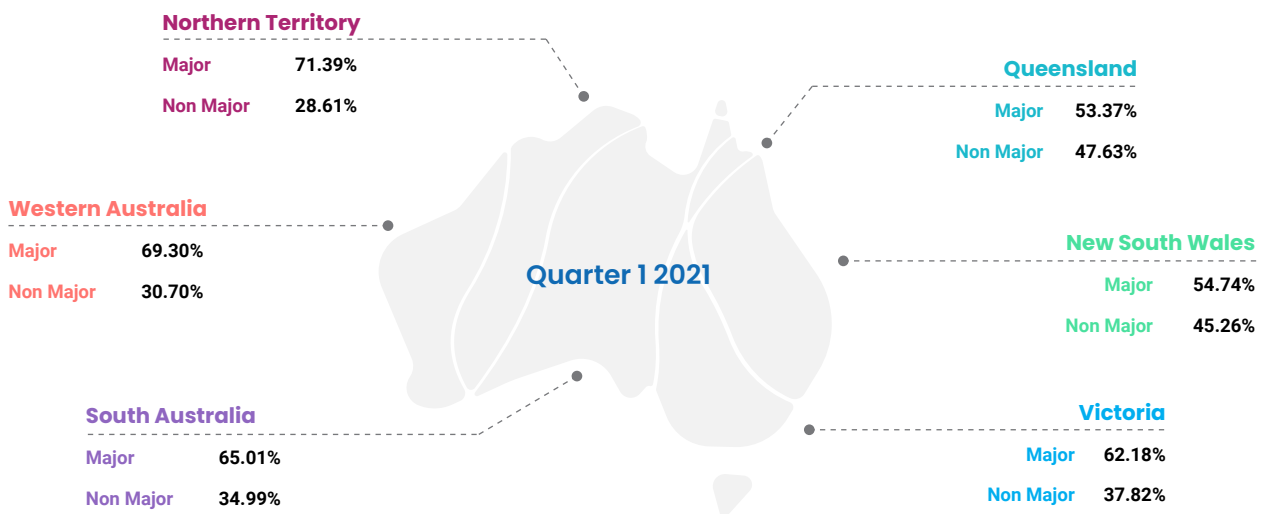 Northern Territory
Major 71.39%
Non Major 28.61%
Queensland
Major 53.37%
Non Major 47.63%
Western Australia
Major 69.30%
Non Major 30.70%
Quarter 1 2021
New South Wales
Major 54.74%
Non Major 45.26%
South Australia
Major 65.01%
Non Major 34.99%
Victoria
Major 62.18%
Non Major 37.82%